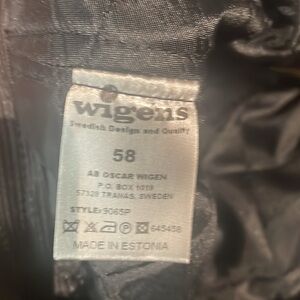 wigens
Swedish Design and Quality
58
AB OSCAR WIGEN
P.O. BOX 1019
57328 TRANAS, SWEDEN
STYLE: 9065P
P 645458
MADE IN ESTONIA